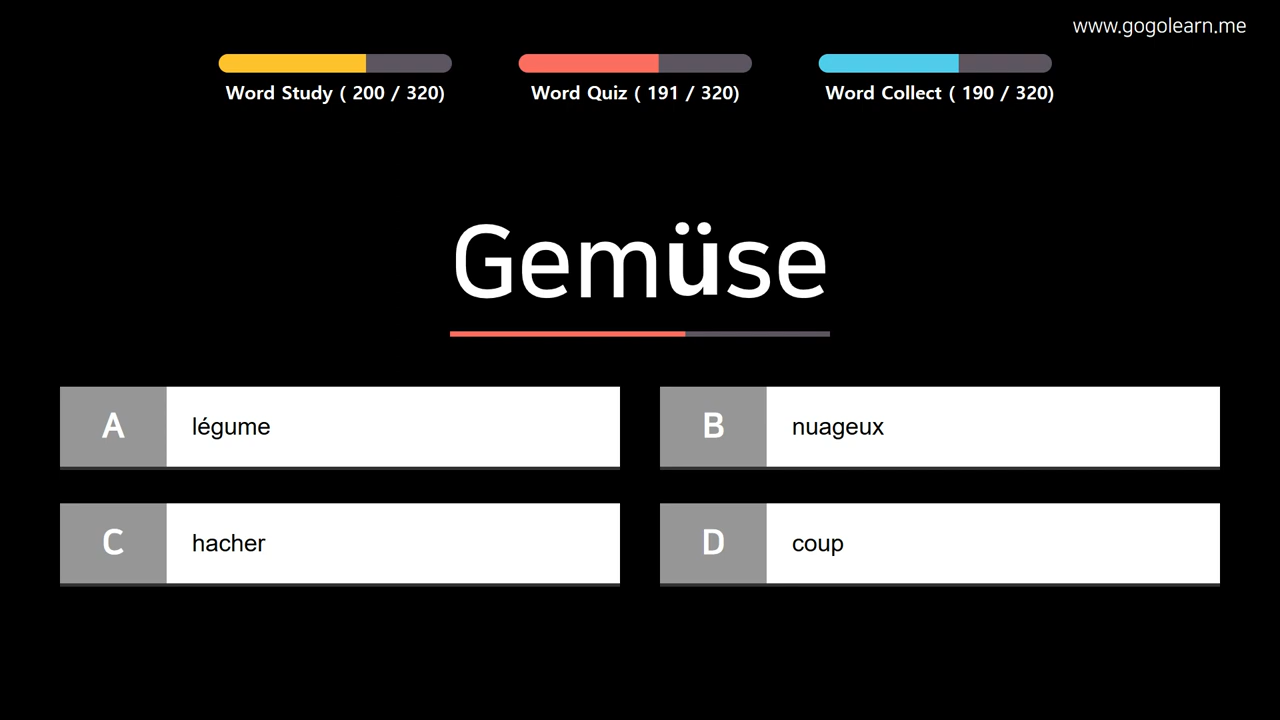 www.gogolearn.me
Word Study ( 200 / 320)
Word Quiz ( 191 / 320)
Word Collect ( 190 / 320)
Gemüse
A légume
B nuageux
C hacher
D coup